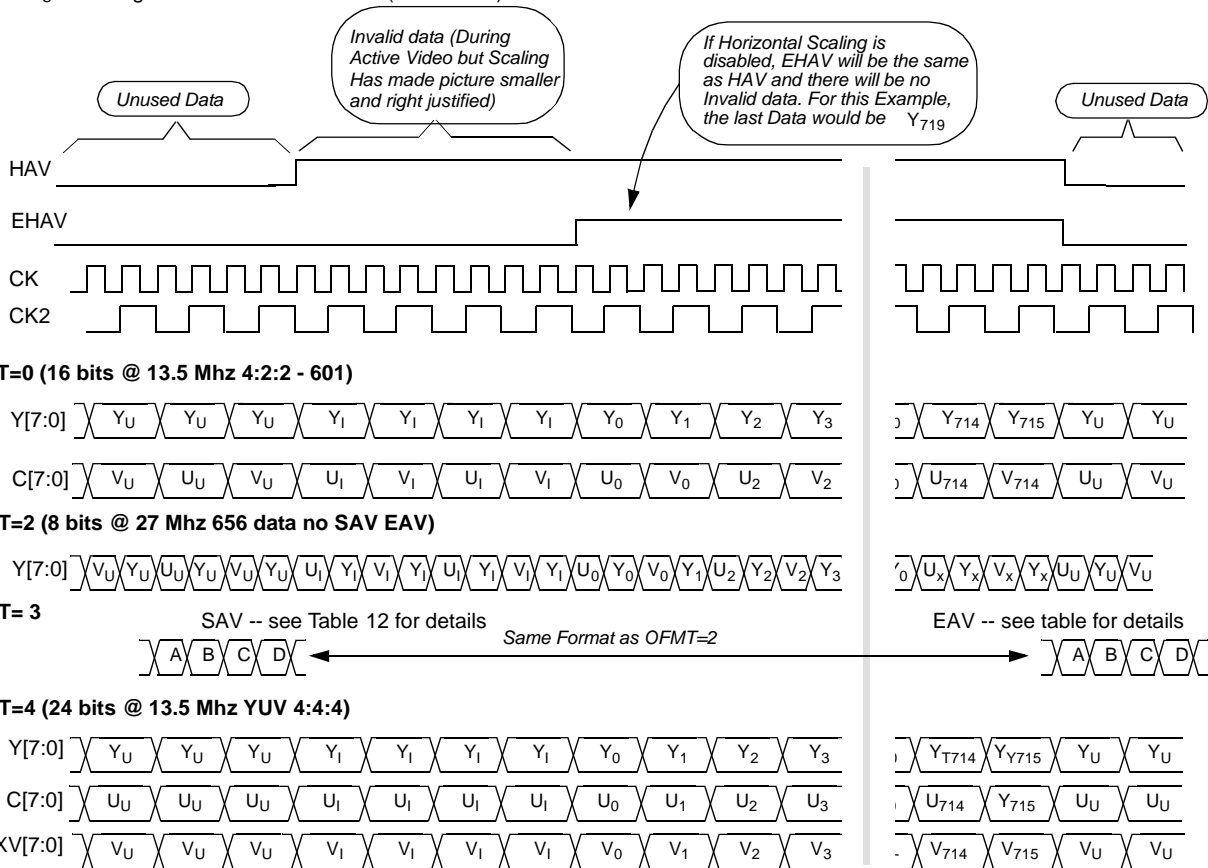 Invalid data (During
Active Video but Scaling
Has made picture smaller
and right justified)
If Horizontal Scaling is
disabled, EHAV will be the same
as HAV and there will be no
Invalid data. For this Example,
the last Data would be Y719
Unused Data
Unused Data
HAV
EHAV
CK
CK2
T=0 (16 bits @ 13.5 Mhz 4:2:2 - 601)
Y[7:0] YU YU YU YI YI YI YI Y0 Y1 Y2 Y3 Y714 Y715 YU YU
C[7:0] VU UU VU UI VI UI VI U0 V0 U2 V2 U714 V714 UU VU
T=2 (8 bits @ 27 Mhz 656 data no SAV EAV)
Y[7:0] VU YU UU YU VU YU UI YI VI YI UI YI VI YI U0 Y0 V0 Y1 U2 Y2 V2 Y3 Y0 Ux Yx Vx Yx UU YU VU
T= 3
SAV -- see Table 12 for details
Same Format as OFMT=2
EAV -- see table for details
A B C D
A B C D
T=4 (24 bits @ 13.5 Mhz YUV 4:4:4)
Y[7:0] YU YU YU YI YI YI YI Y0 Y1 Y2 Y3 YT714 YY715 YU YU
C[7:0] UU UU UU UI UI UI UI U0 U1 U2 U3 U714 Y715 UU UU
XV[7:0] VU VU VU VI VI VI VI V0 V1 V2 V3 V714 V715 VU VU